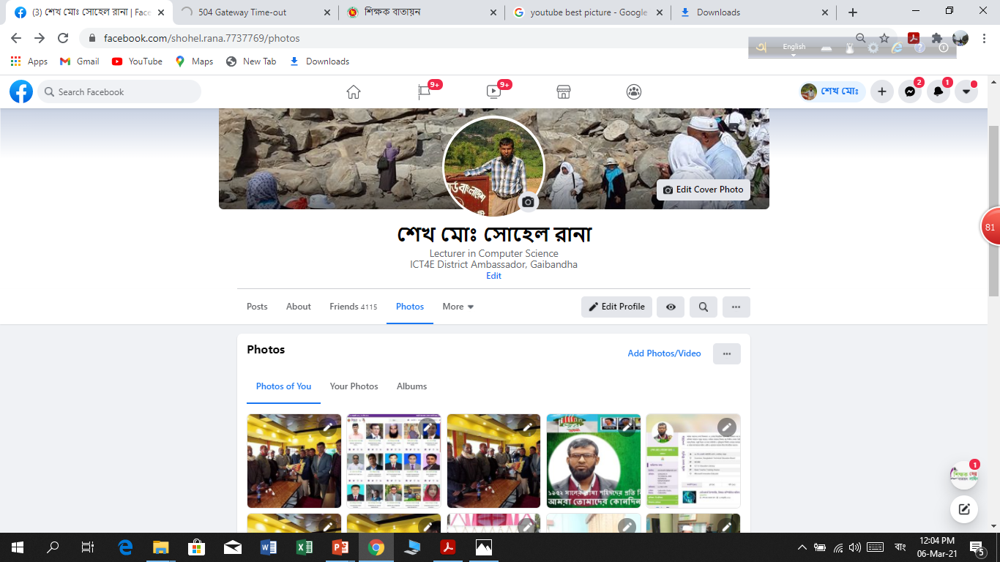 (3) শেখ মোঃ সোহেল রানা | Face
504 Gateway Time-out
শিক্ষক বাতায়ন
youtube best picture - Google
Downloads
facebook.com/shohel.rana.7737769/photos
English
Apps
Gmail
YouTube
Maps
New Tab
Downloads
Search Facebook
9+
9+
শেখ মোঃ
2
1
Edit Cover Photo
শেখ মোঃ সোহেল রানা
Lecturer in Computer Science
ICT4E District Ambassador, Gaibandha
Edit
81
Posts
About
Friends 4115
Photos
More
Edit Profile
Photos
Add Photos/Video
Photos of You
Your Photos
Albums
আমরা তোমাদের কোনদিন
1
বাং
12:04 PM
06-Mar-21
5